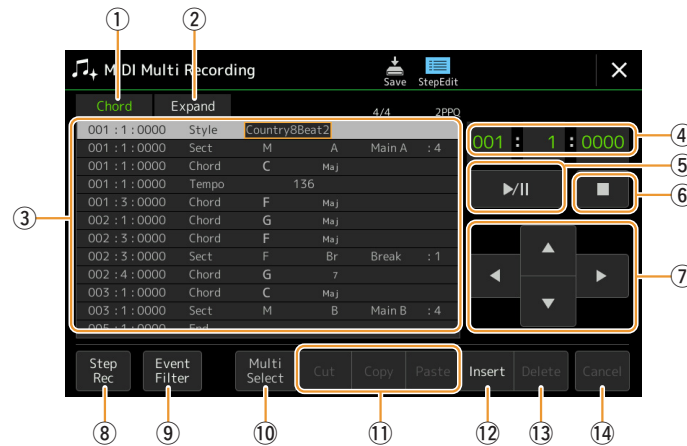 ① ②
MIDI Multi Recording Save StepEdit ×
Chord Expand 4/4 2PPQ
001 : 1 : 0000 Style Country8Beat2
001 : 1 : 0000 Sect M A Main A : 4
001 : 1 : 0000 Chord C Maj
001 : 1 : 0000 Tempo 136
001 : 3 : 0000 Chord F Maj
002 : 1 : 0000 Chord G Maj
002 : 3 : 0000 Chord F Maj
002 : 3 : 0000 Sect F Br Break : 1
002 : 4 : 0000 Chord G 7
003 : 1 : 0000 Chord C Maj
003 : 1 : 0000 Sect M B Main B : 4
005 : 1 : 0000 End
③
001 : 1 : 0000 ④
⑤
⑥
⑦
Step Rec
Event Filter
Multi Select
Cut Copy Paste Insert Delete Cancel
⑧ ⑨ ⑩ ⑪ ⑫ ⑬ ⑭